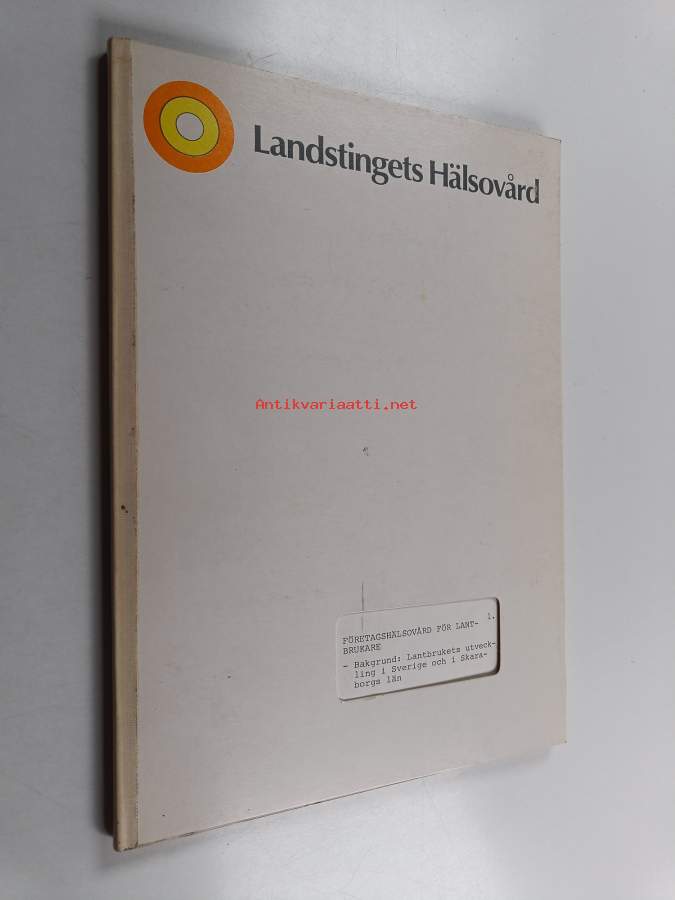 Landstingets Hälsovård
Antikvariaatti.net
FÖRETAGSHÄLSOVÅRD FÖR LANT- 1.
BRUKARE
- Bakgrund: Lantbrukets utveck-
ling i Sverige och i Skara-
borgs län